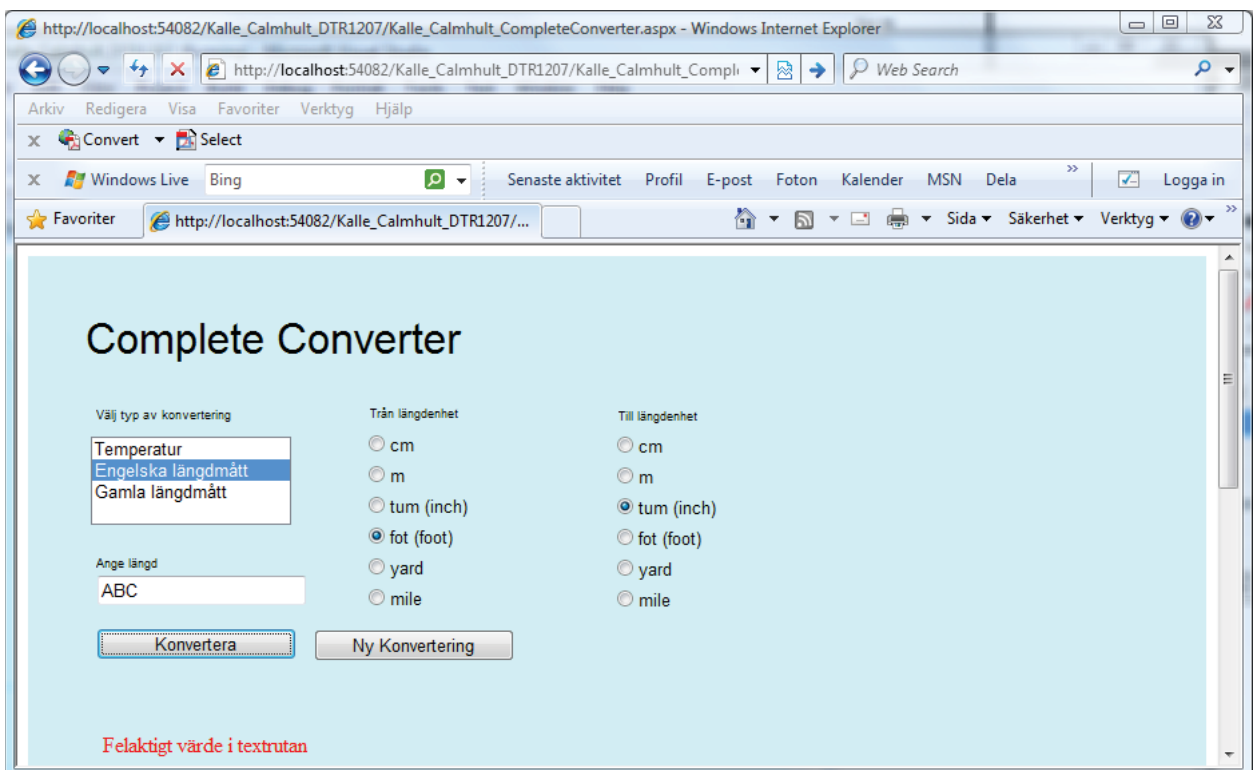 http://localhost:54082/Kalle_Calmhult_DTR1207/Kalle_Calmhult_CompleteConverter.aspx - Windows Internet Explorer
http://localhost:54082/Kalle_Calmhult_DTR1207/Kalle_Calmhult_Compl
Web Search
Arkiv Redigera Visa Favoriter Verktyg Hjälp
x Convert Select
x Windows Live Bing Senaste aktivitet Profil E-post Foton Kalender MSN Dela >> Logga in
Favoriter http://localhost:54082/Kalle_Calmhult_DTR1207/... Sida Säkerhet Verktyg >>
Complete Converter
Välj typ av konvertering
Temperatur
Engelska längdmått
Gamla längdmått
Ange längd
ABC
Konvertera Ny Konvertering
Trån längdenhet
cm
m
tum (inch)
fot (foot)
yard
mile
Till längdenhet
cm
m
tum (inch)
fot (foot)
yard
mile
Felaktigt värde i textrutan